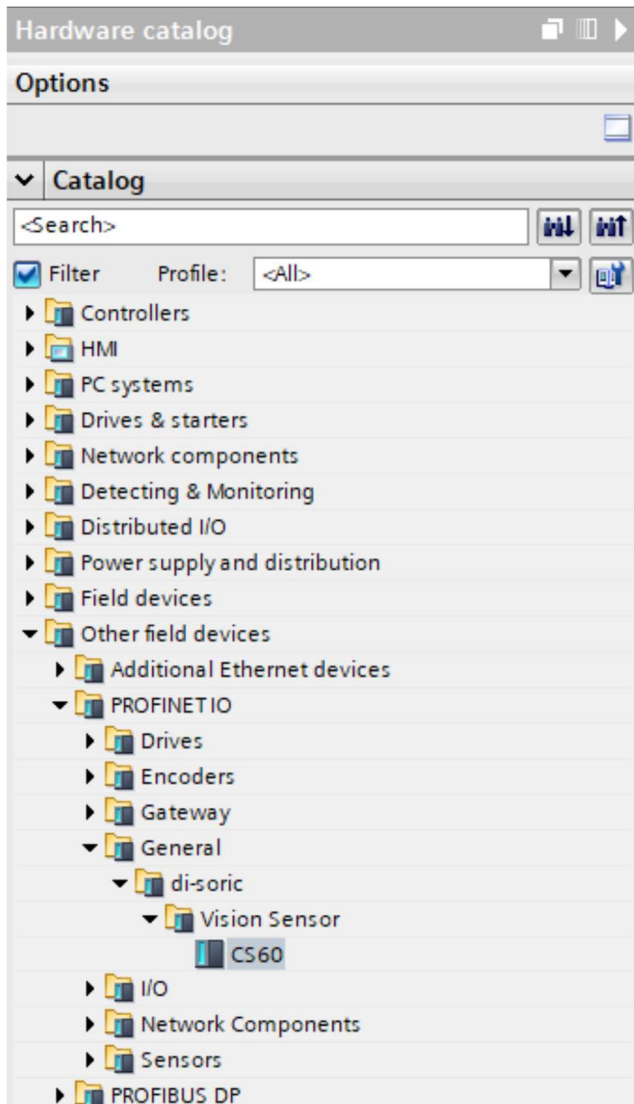 Hardware catalog
Options
Catalog
<Search>
Filter Profile: <All>
Controllers
HMI
PC systems
Drives & starters
Network components
Detecting & Monitoring
Distributed I/O
Power supply and distribution
Field devices
Other field devices
Additional Ethernet devices
PROFINET IO
Drives
Encoders
Gateway
General
di-soric
Vision Sensor
CS60
I/O
Network Components
Sensors
PROFIBUS DP